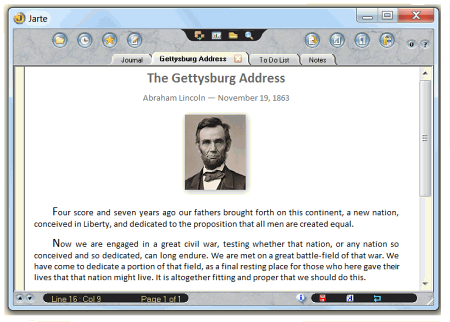 Jarte
Journal Gettysburg Address To Do List Notes
The Gettysburg Address
Abraham Lincoln — November 19, 1863
Four score and seven years ago our fathers brought forth on this continent, a new nation,
conceived in Liberty, and dedicated to the proposition that all men are created equal.
Now we are engaged in a great civil war, testing whether that nation, or any nation so
conceived and so dedicated, can long endure. We are met on a great battle-field of that war. We
have come to dedicate a portion of that field, as a final resting place for those who here gave their
lives that that nation might live. It is altogether fitting and proper that we should do this.
Line 16 · Col 9 Page 1 of 1